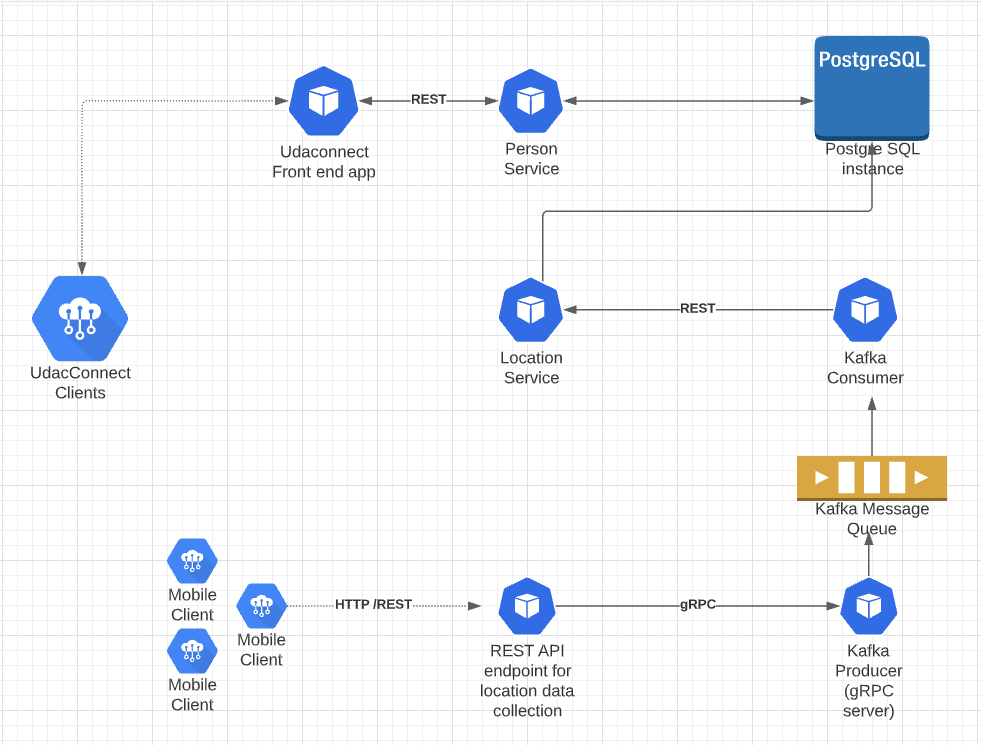 PostgreSQL
REST
Udaconnect
Front end app
Person
Service
Postgre SQL
instance
REST
UdacConnect
Clients
Location
Service
Kafka
Consumer
Kafka Message
Queue
Mobile
Client
HTTP /REST
gRPC
Mobile
Client
Mobile
Client
REST API
endpoint for
location data
collection
Kafka
Producer
(gRPC
server)